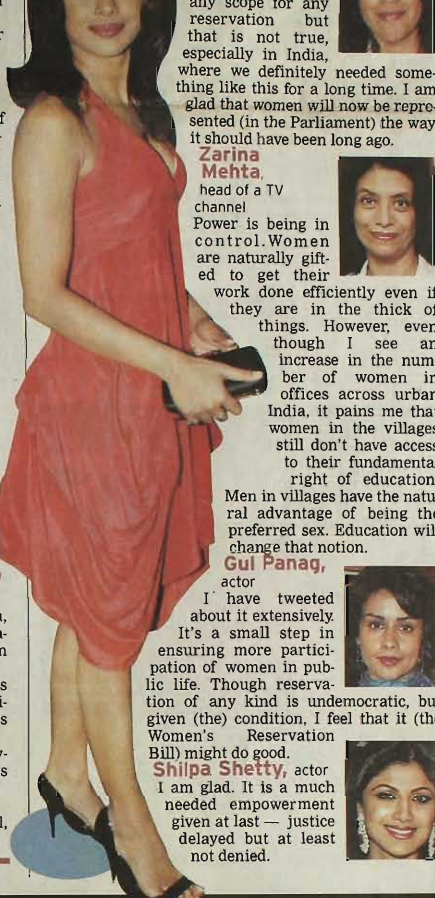 any scope for any
reservation but
that is not true,
especially in India,
where we definitely needed some-
thing like this for a long time. I am
glad that women will now be repre-
sented (in the Parliament) the way
it should have been long ago.
Zarina
Mehta,
head of a TV
channel
Power is being in
control. Women
are naturally gift-
ed to get their
work done efficiently even if
they are in the thick of
things. However, even
though I see an
increase in the num
ber of women in
offices across urban
India, it pains me that
women in the villages
still don't have access
to their fundamenta
right of education
Men in villages have the natu
ral advantage of being the
preferred sex. Education wil
change that notion.
Gul Panag,
actor
I have tweeted
about it extensively.
It's a small step in
ensuring more partici-
pation of women in pub-
lic life. Though reserva-
tion of any kind is undemocratic, bu
given (the) condition, I feel that it (the
Women's Reservation
Bill) might do good.
Shilpa Shetty, actor
I am glad. It is a much
needed empowerment
given at last — justice
delayed but at least
not denied.